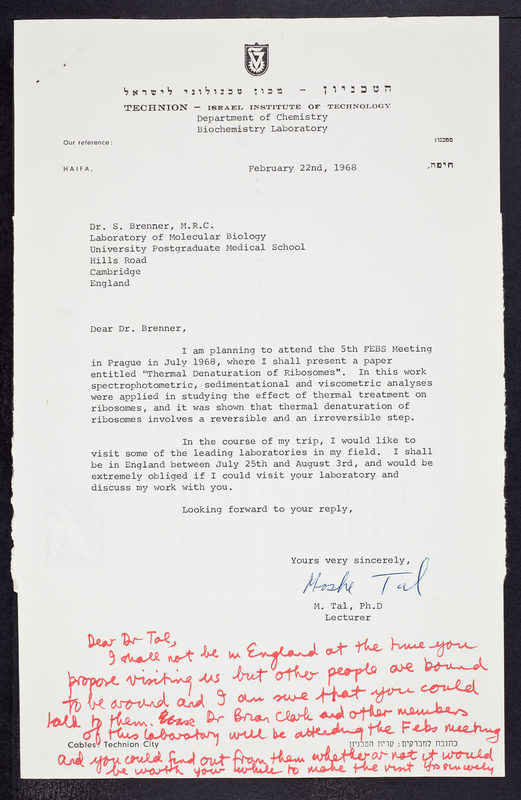 הטכניון – מכון טכנולוגי לישראל
TECHNION – ISRAEL INSTITUTE OF TECHNOLOGY
Department of Chemistry
Biochemistry Laboratory
Our reference:
סמכנו:
HAIFA,
February 22nd, 1968
חיפה,
Dr. S. Brenner, M.R.C.
Laboratory of Molecular Biology
University Postgraduate Medical School
Hills Road
Cambridge
England
Dear Dr. Brenner,
I am planning to attend the 5th FEBS Meeting
in Prague in July 1968, where I shall present a paper
entitled "Thermal Denaturation of Ribosomes". In this work
spectrophotometric, sedimentational and viscometric analyses
were applied in studying the effect of thermal treatment on
ribosomes, and it was shown that thermal denaturation of
ribosomes involves a reversible and an irreversible step.
In the course of my trip, I would like to
visit some of the leading laboratories in my field. I shall
be in England between July 25th and August 3rd, and would be
extremely obliged if I could visit your laboratory and
discuss my work with you.
Looking forward to your reply,
Yours very sincerely,
Moshe Tal
M. Tal, Ph.D
Lecturer
Dear Dr Tal,
I shall not be in England at the time you
propose visiting us but other people are bound
to be around and I am sure that you could
talk to them. Dr Brian Clark and other members
of this laboratory will be attending the Febs meeting
Cables: Technion City
כתובת למברקים: קרית הטכניון
and you could find out from them whether or not it would
be worth your while to make the visit Yrs sincerely